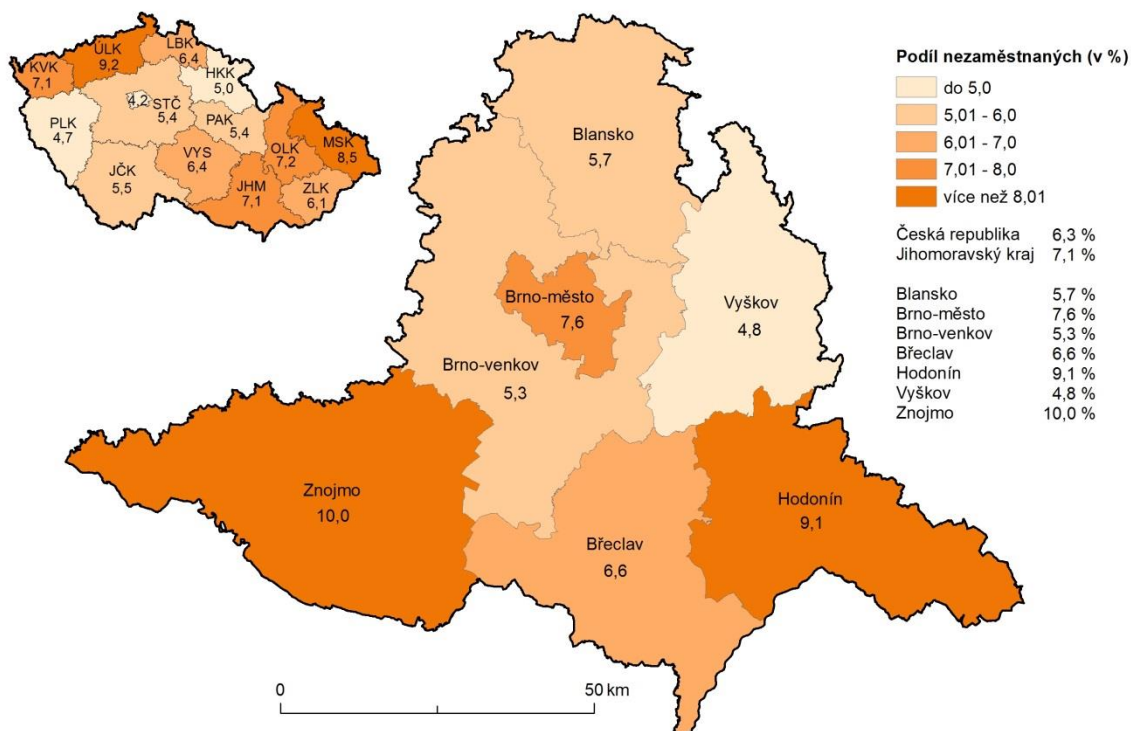 ÚLK
9,2
LBK
6,4
KVK
7,1
HKK
5,0
4,2
STČ
5,4
PLK
4,7
PAK
5,4
OLK
7,2
MSK
8,5
VYS
6,4
JČK
5,5
JHM
7,1
ZLK
6,1
Blansko
5,7
Brno-město
7,6
Vyškov
4,8
Brno-venkov
5,3
Znojmo
10,0
Hodonín
9,1
Břeclav
6,6
0 50 km
Podíl nezaměstnaných (v %)
do 5,0
5,01 - 6,0
6,01 - 7,0
7,01 - 8,0
více než 8,01
Česká republika 6,3 %
Jihomoravský kraj 7,1 %
Blansko 5,7 %
Brno-město 7,6 %
Brno-venkov 5,3 %
Břeclav 6,6 %
Hodonín 9,1 %
Vyškov 4,8 %
Znojmo 10,0 %